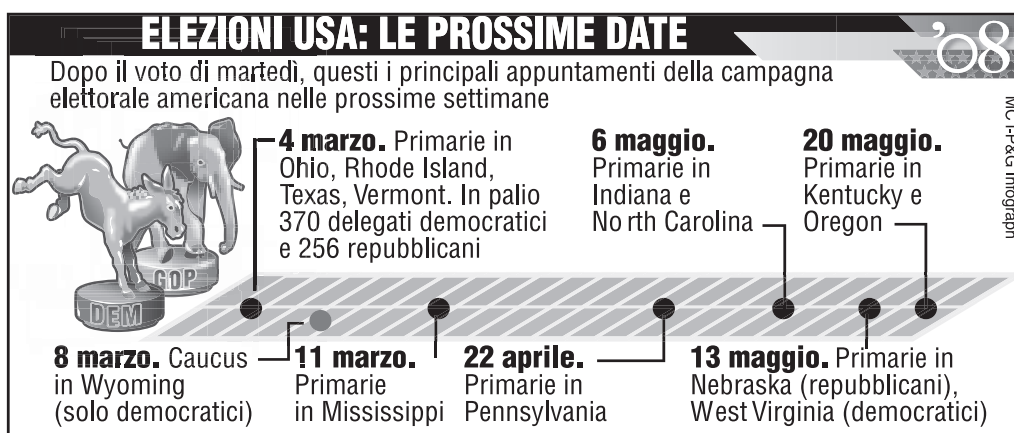 ELEZIONI USA: LE PROSSIME DATE
'08
Dopo il voto di martedì, questi i principali appuntamenti della campagna
elettorale americana nelle prossime settimane
4 marzo. Primarie in
Ohio, Rhode Island,
Texas, Vermont. In palio
370 delegati democratici
e 256 repubblicani
6 maggio.
Primarie in
Indiana e
No rth Carolina
20 maggio.
Primarie in
Kentucky e
Oregon
GOP
DEM
8 marzo. Caucus
in Wyoming
(solo democratici)
11 marzo.
Primarie
in Mississippi
22 aprile.
Primarie in
Pennsylvania
13 maggio. Primarie in
Nebraska (repubblicani),
West Virginia (democratici)